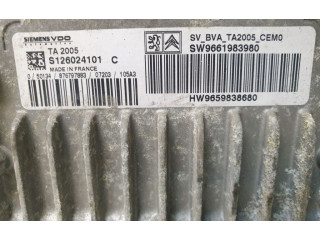 SIEMENS VDO
TA 2005
S126024101 C
MADE IN FRANCE
SV_BVA_TA2005_CEM0
SW9661983980
HW9659838680